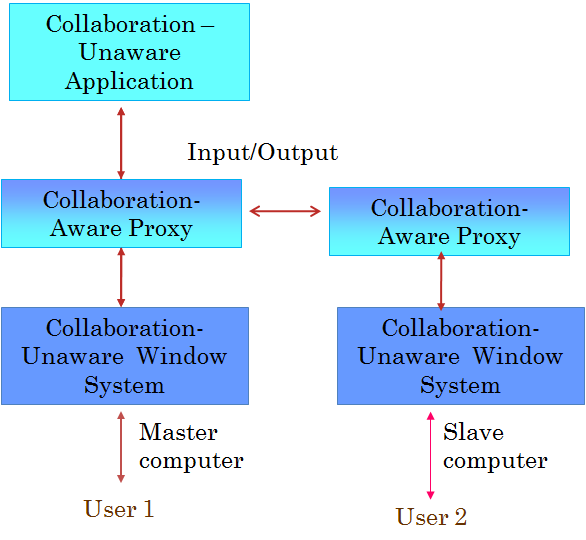 Collaboration –
Unaware
Application
Input/Output
Collaboration-
Aware Proxy
Collaboration-
Aware Proxy
Collaboration-
Unaware Window
System
Collaboration-
Unaware Window
System
Master
computer
Slave
computer
User 1
User 2